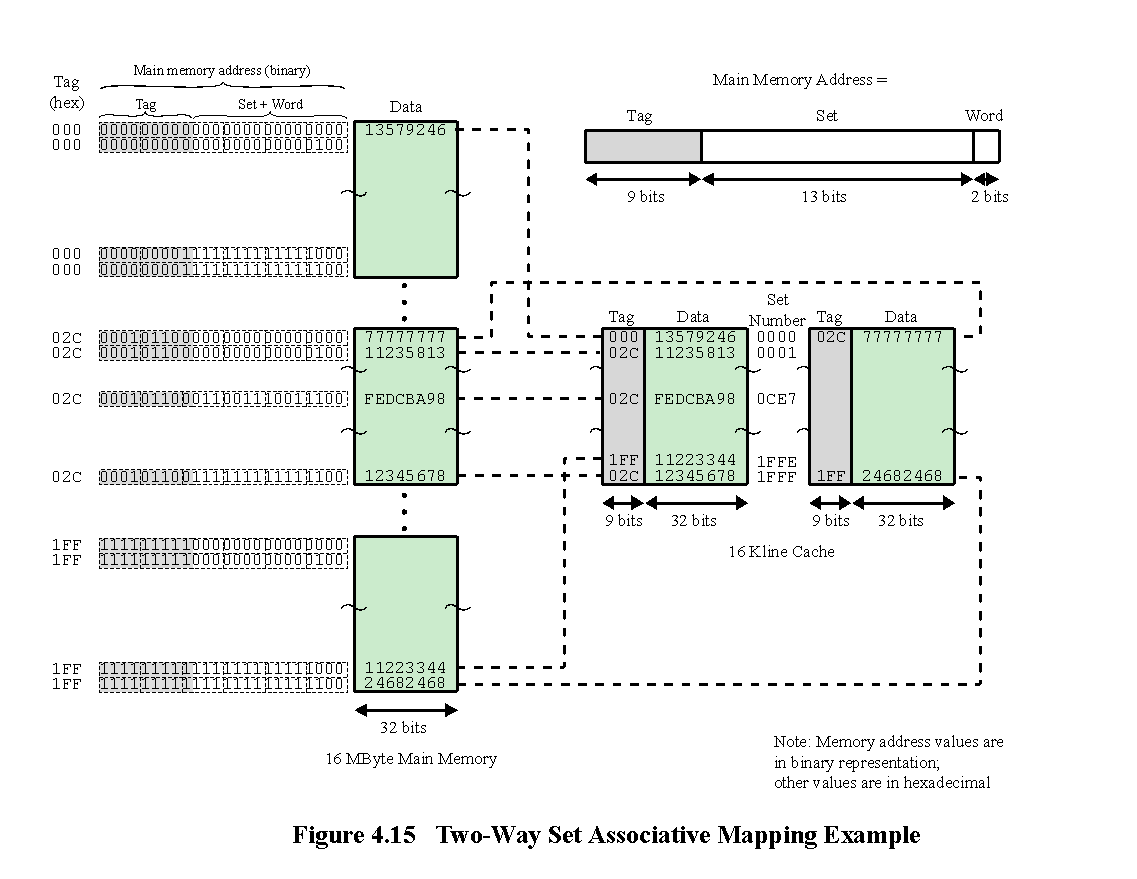 Main memory address (binary)
Tag
(hex)
Tag
Set + Word
Data
000 000000000000000000000000 13579246
000 000000000000000000000100
000 000000001111111111111000
000 000000001111111111111100
02C 000101100000000000000000 77777777
02C 000101100000000000000100 11235813
02C 000101100011001110011100 FEDCBA98
02C 000101100111111111111100 12345678
1FF 111111111000000000000000
1FF 111111111000000000000100
1FF 111111111111111111111000 11223344
1FF 111111111111111111111100 24682468
32 bits
16 MByte Main Memory
Main Memory Address =
Tag Set Word
9 bits 13 bits 2 bits
Set
Tag Data Number Tag Data
000 13579246 0000 02C 77777777
02C 11235813 0001
02C FEDCBA98 0CE7
1FF 11223344 1FFE
02C 12345678 1FFF 1FF 24682468
9 bits 32 bits 9 bits 32 bits
16 Kline Cache
Note: Memory address values are
in binary representation;
other values are in hexadecimal
Figure 4.15 Two-Way Set Associative Mapping Example